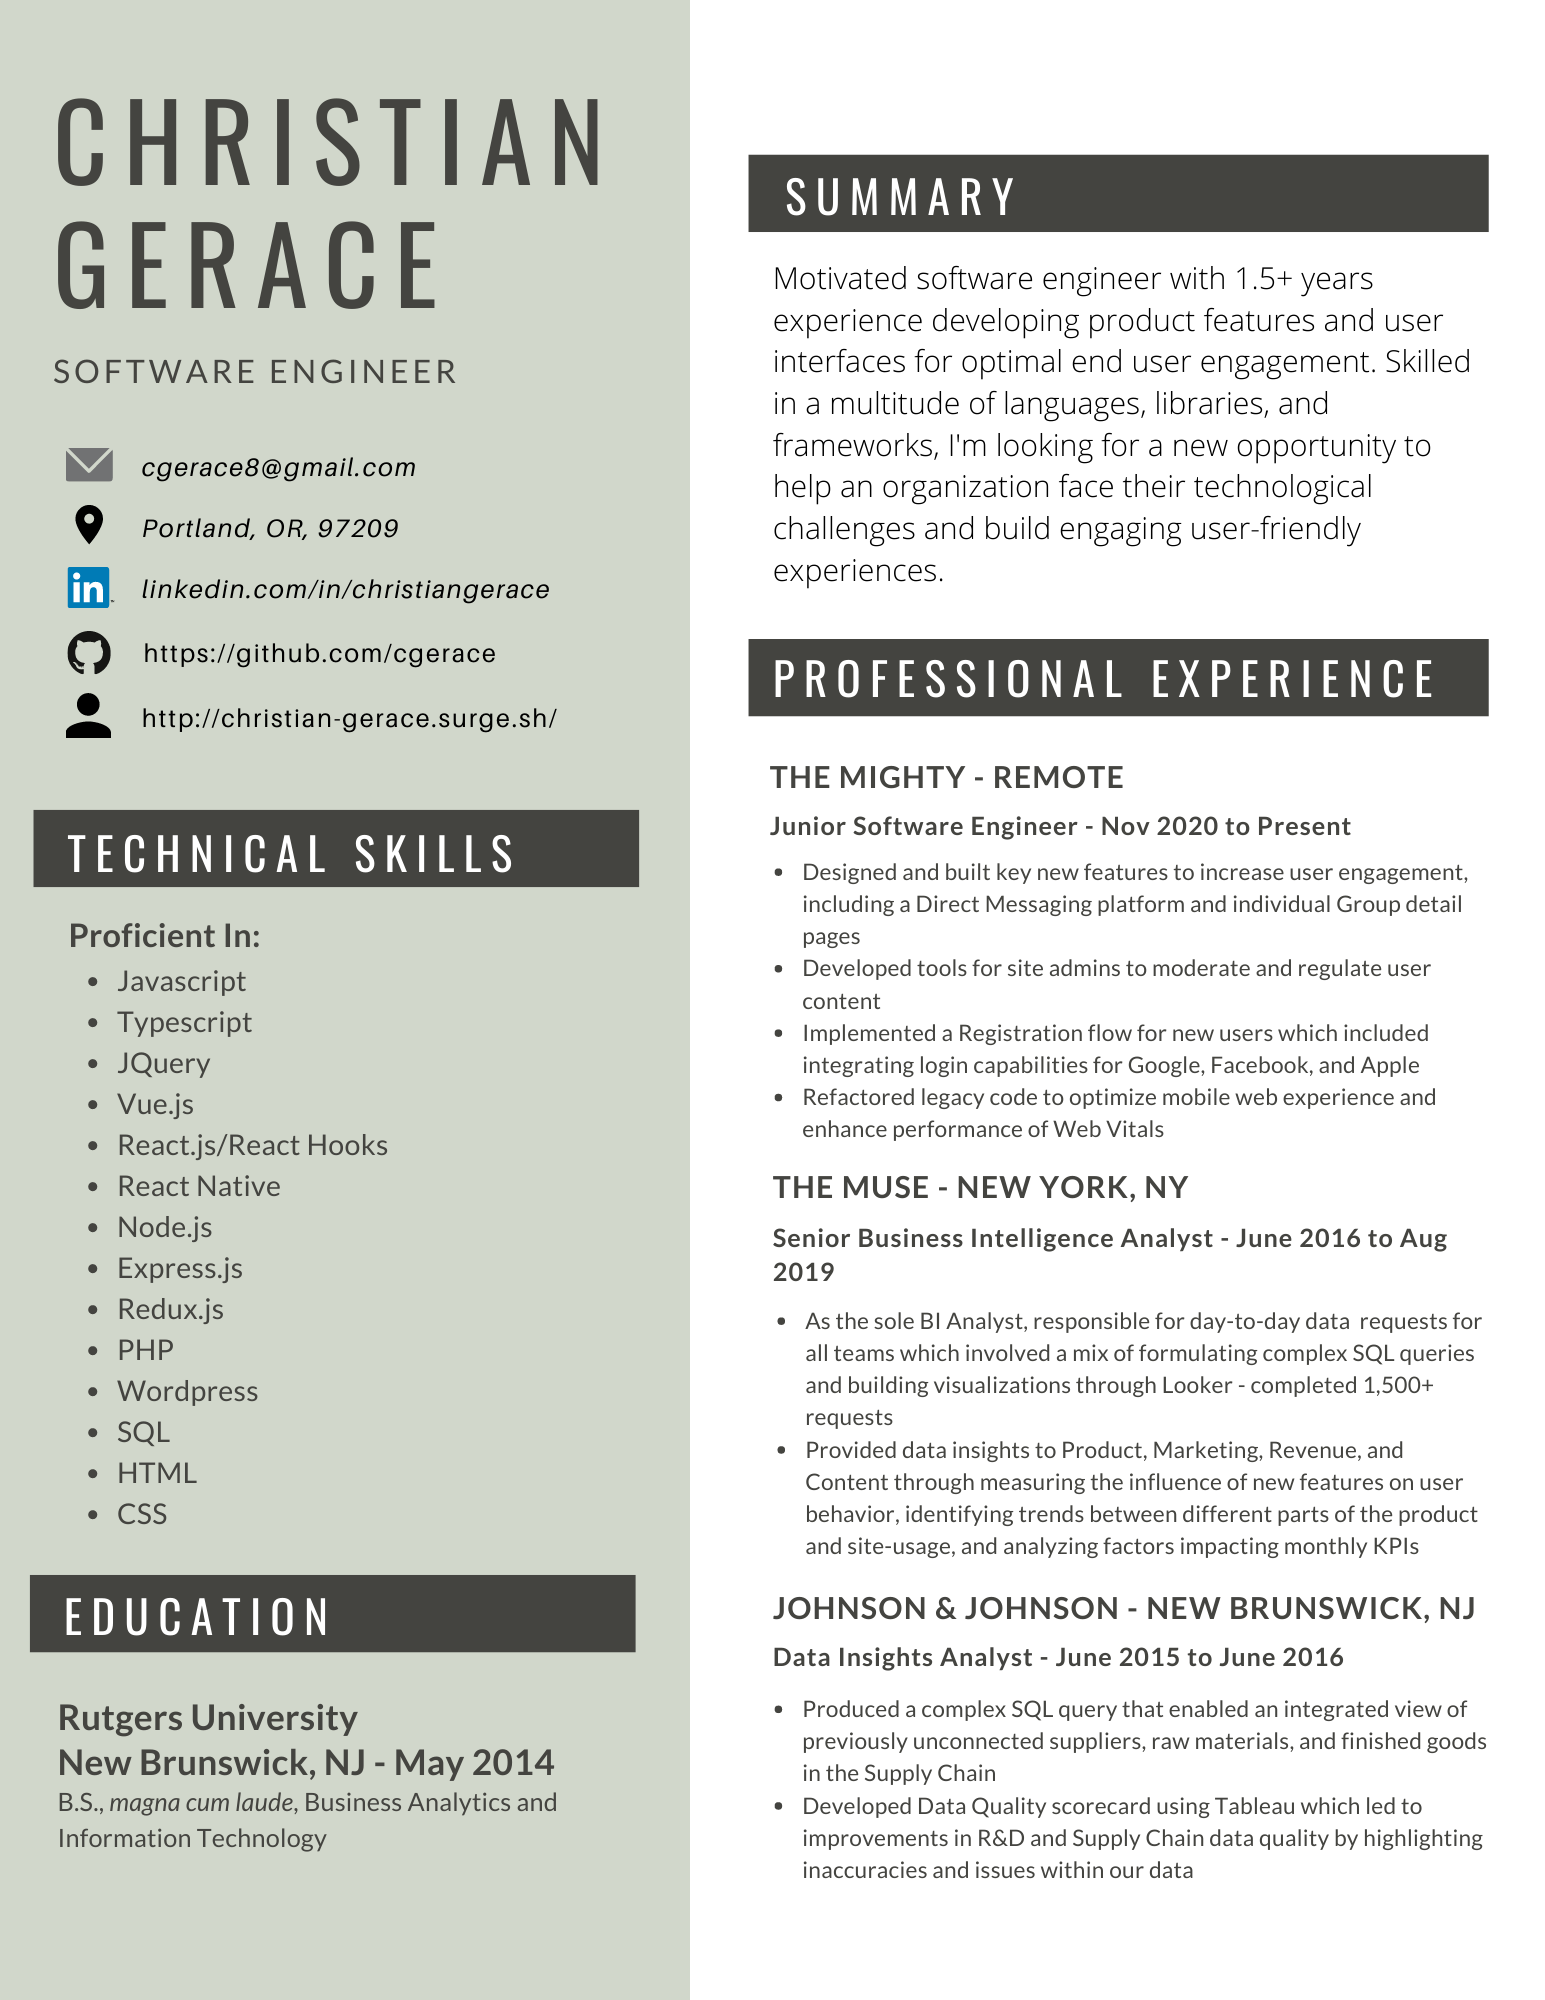 CHRISTIAN
GERACE
SOFTWARE ENGINEER
cgerace8@gmail.com
Portland, OR, 97209
in
linkedin.com/in/christiangerace
https://github.com/cgerace
http://christian-gerace.surge.sh/
TECHNICAL SKILLS
Proficient In:
• Javascript
• Typescript
• JQuery
• Vue.js
• React.js/React Hooks
• React Native
• Node.js
• Express.js
• Redux.js
• PHP
• Wordpress
• SQL
• HTML
• CSS
EDUCATION
Rutgers University
New Brunswick, NJ - May 2014
B.S., magna cum laude, Business Analytics and
Information Technology
SUMMARY
Motivated software engineer with 1.5+ years
experience developing product features and user
interfaces for optimal end user engagement. Skilled
in a multitude of languages, libraries, and
frameworks, I'm looking for a new opportunity to
help an organization face their technological
challenges and build engaging user-friendly
experiences.
PROFESSIONAL EXPERIENCE
THE MIGHTY - REMOTE
Junior Software Engineer - Nov 2020 to Present
• Designed and built key new features to increase user engagement,
including a Direct Messaging platform and individual Group detail
pages
• Developed tools for site admins to moderate and regulate user
content
• Implemented a Registration flow for new users which included
integrating login capabilities for Google, Facebook, and Apple
• Refactored legacy code to optimize mobile web experience and
enhance performance of Web Vitals
THE MUSE - NEW YORK, NY
Senior Business Intelligence Analyst - June 2016 to Aug
2019
• As the sole BI Analyst, responsible for day-to-day data requests for
all teams which involved a mix of formulating complex SQL queries
and building visualizations through Looker - completed 1,500+
requests
• Provided data insights to Product, Marketing, Revenue, and
Content through measuring the influence of new features on user
behavior, identifying trends between different parts of the product
and site-usage, and analyzing factors impacting monthly KPIs
JOHNSON & JOHNSON - NEW BRUNSWICK, NJ
Data Insights Analyst - June 2015 to June 2016
• Produced a complex SQL query that enabled an integrated view of
previously unconnected suppliers, raw materials, and finished goods
in the Supply Chain
• Developed Data Quality scorecard using Tableau which led to
improvements in R&D and Supply Chain data quality by highlighting
inaccuracies and issues within our data